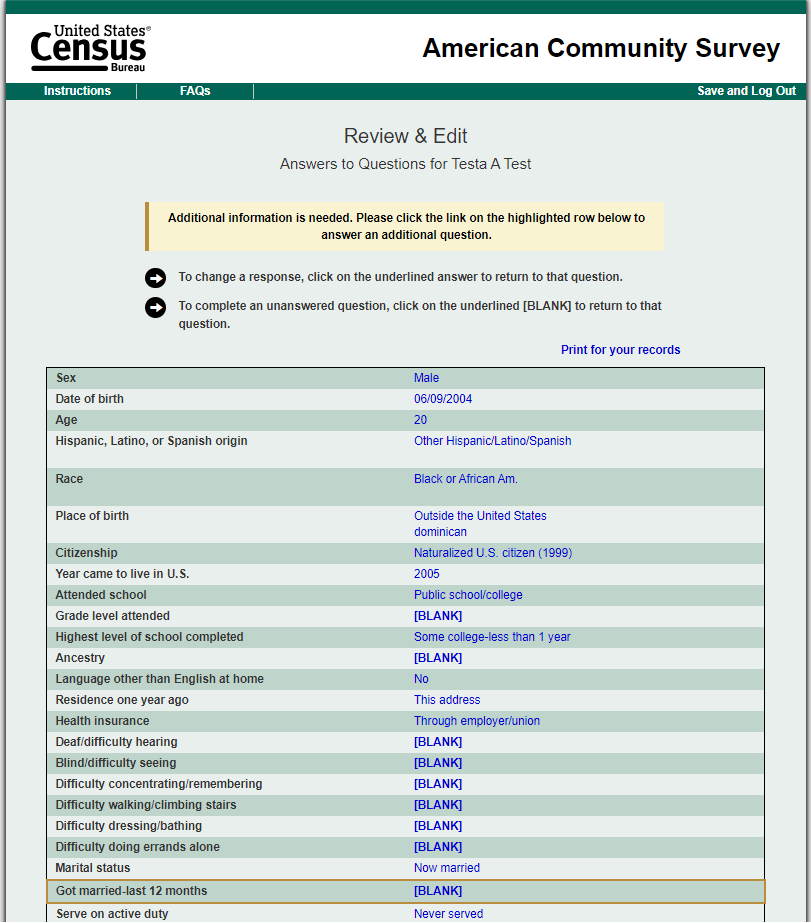 United States®
Census
Bureau
American Community Survey
Instructions FAQs Save and Log Out
Review & Edit
Answers to Questions for Testa A Test
Additional information is needed. Please click the link on the highlighted row below to
answer an additional question.
To change a response, click on the underlined answer to return to that question.
To complete an unanswered question, click on the underlined [BLANK] to return to that
question.
Print for your records
Sex Male
Date of birth 06/09/2004
Age 20
Hispanic, Latino, or Spanish origin Other Hispanic/Latino/Spanish
Race Black or African Am.
Place of birth Outside the United States
dominican
Citizenship Naturalized U.S. citizen (1999)
Year came to live in U.S. 2005
Attended school Public school/college
Grade level attended [BLANK]
Highest level of school completed Some college-less than 1 year
Ancestry [BLANK]
Language other than English at home No
Residence one year ago This address
Health insurance Through employer/union
Deaf/difficulty hearing [BLANK]
Blind/difficulty seeing [BLANK]
Difficulty concentrating/remembering [BLANK]
Difficulty walking/climbing stairs [BLANK]
Difficulty dressing/bathing [BLANK]
Difficulty doing errands alone [BLANK]
Marital status Now married
Got married-last 12 months [BLANK]
Serve on active duty Never served